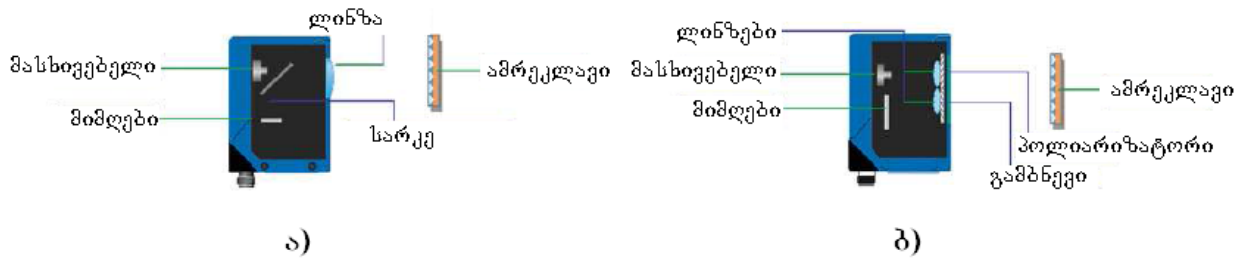 ლინზა
მასხივებელი
ამრეკლავი
მიმღები
სარკე
ა)
ლინზები
მასხივებელი
ამრეკლავი
მიმღები
პოლიარიზატორი
გამბნევი
ბ)